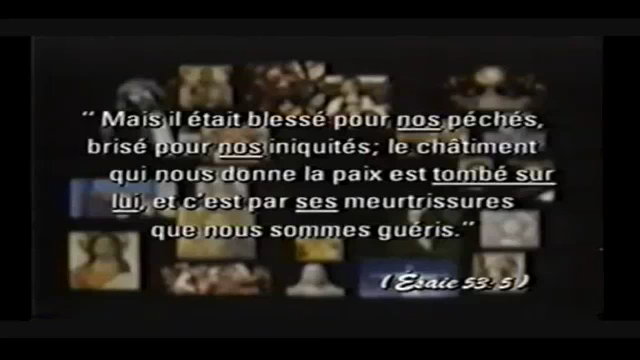 “ Mais il était blessé pour nos péchés,
brisé pour nos iniquités; le châtiment
qui nous donne la paix est tombé sur
lui, et c'est par ses meurtrissures
que nous sommes guéris.”
(Ésaie 53: 5)